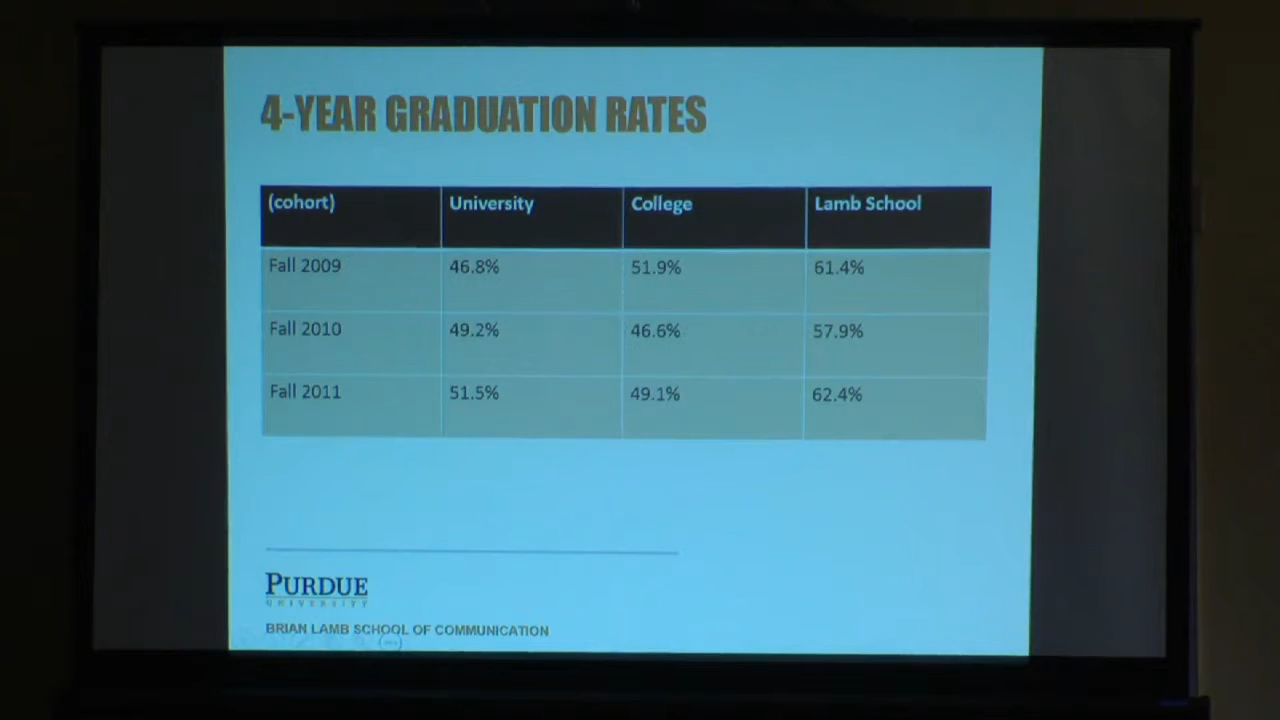 4-YEAR GRADUATION RATES
(cohort) University College Lamb School
Fall 2009 46.8% 51.9% 61.4%
Fall 2010 49.2% 46.6% 57.9%
Fall 2011 51.5% 49.1% 62.4%
PURDUE
UNIVERSITY
BRIAN LAMB SCHOOL OF COMMUNICATION